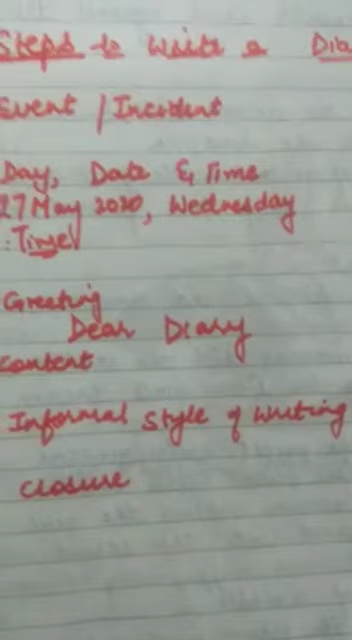 Steps to write a Dia
Event / Incident
Day, Date & Time
27 May 2020, Wednesday
:Time
Greeting
Dear Diary
Content
Informal style of writing
closure